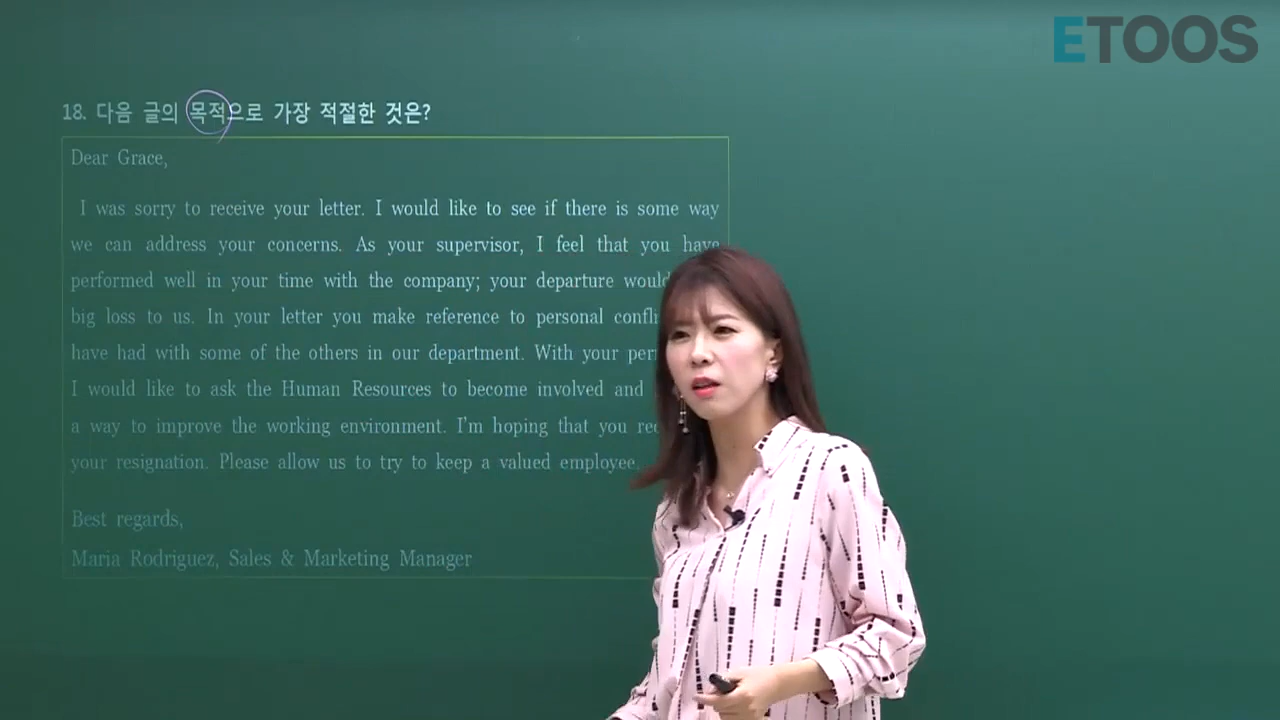 ETOOS
18. 다음 글의 목적으로 가장 적절한 것은?
Dear Grace,
I was sorry to receive your letter. I would like to see if there is some way
we can address your concerns. As your supervisor, I feel that you have
performed well in your time with the company; your departure would
big loss to us. In your letter you make reference to personal
have had with some of the others in our department. With your
I would like to ask the Human Resources to become involved and
a way to improve the working environment. I'm hoping that you
your resignation. Please allow us to try to keep a valued employee.
Best regards,
Maria Rodriguez, Sales & Marketing Manager